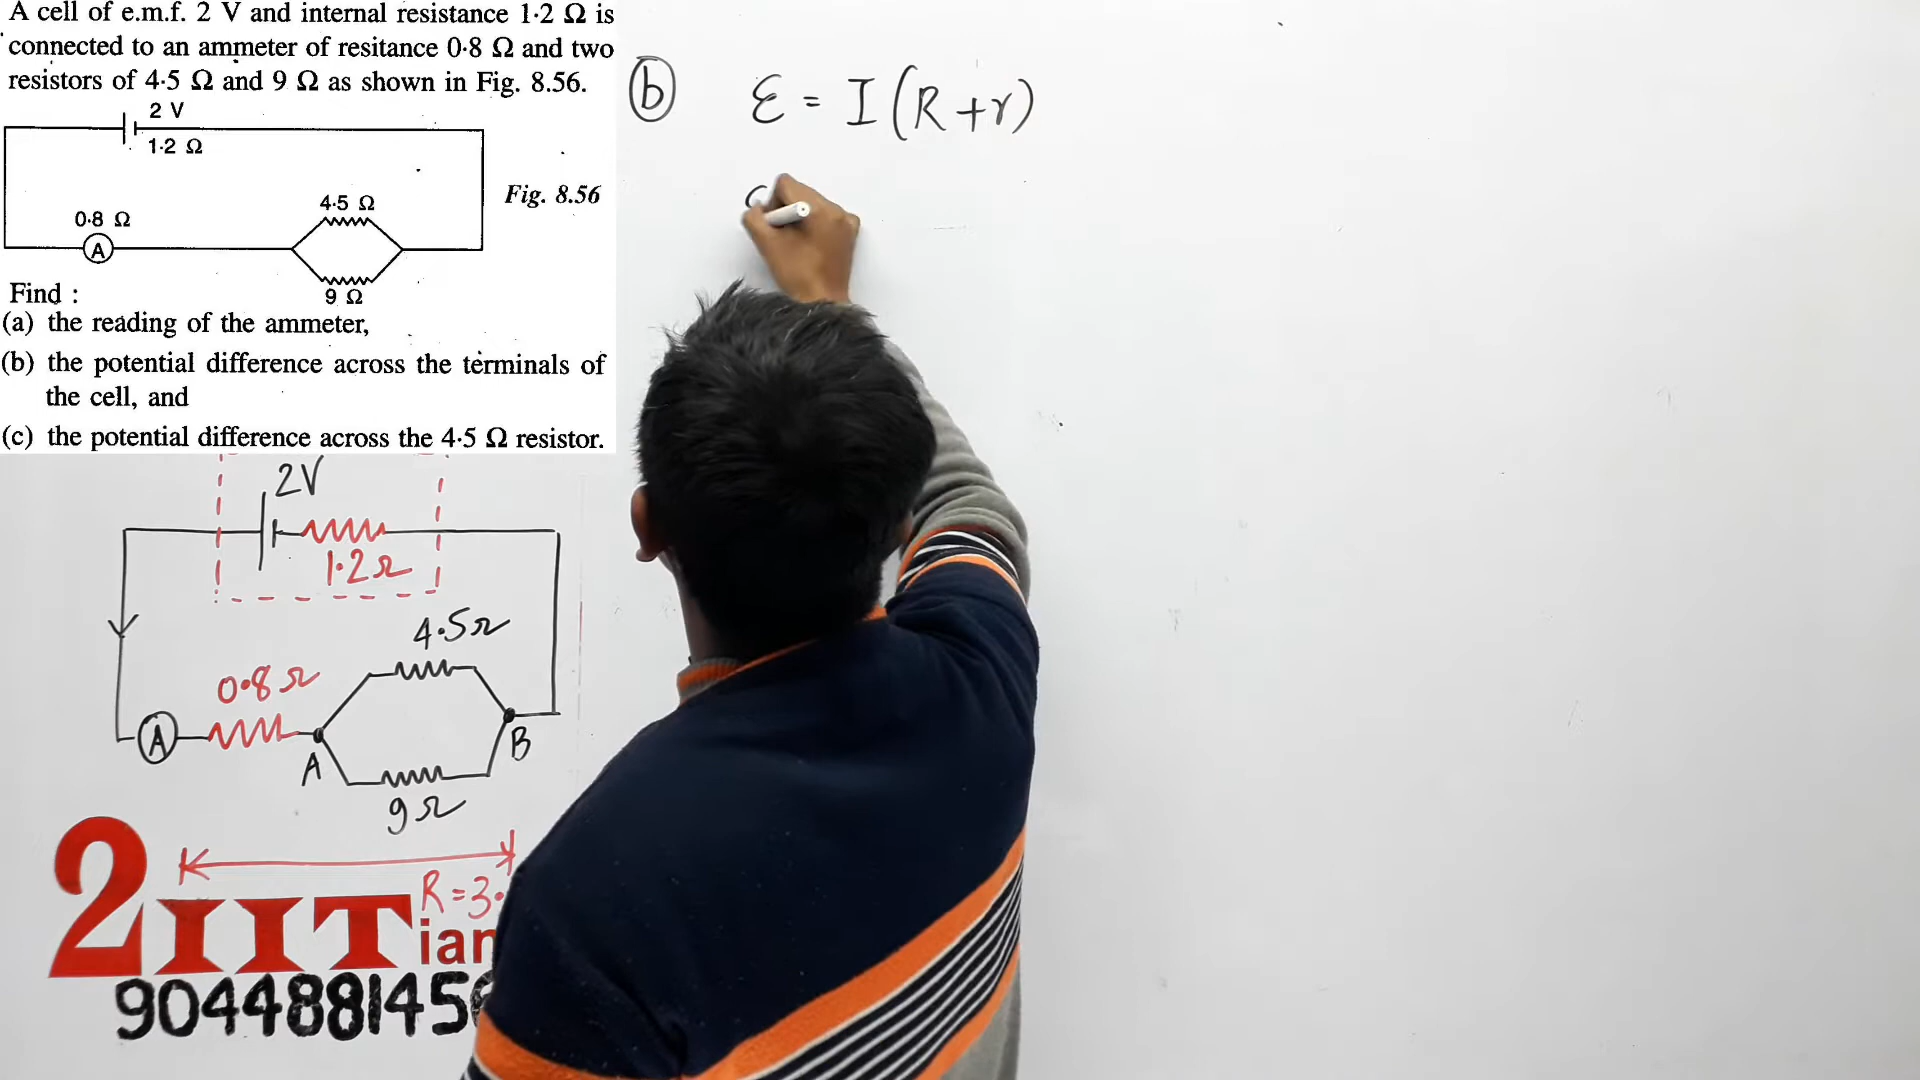 A cell of e.m.f. 2 V and internal resistance 1·2 Ω is
connected to an ammeter of resitance 0·8 Ω and two
resistors of 4·5 Ω and 9 Ω as shown in Fig. 8.56.
2 V
1·2 Ω
4·5 Ω
Fig. 8.56
0·8 Ω
A
9 Ω
Find :
(a) the reading of the ammeter,
(b) the potential difference across the terminals of
the cell, and
(c) the potential difference across the 4·5 Ω resistor.
2V
1·2Ω
4·5Ω
0·8Ω
A
A
B
9Ω
R=3·
2IITian
904488145
(b) Ɛ = I(R+r)